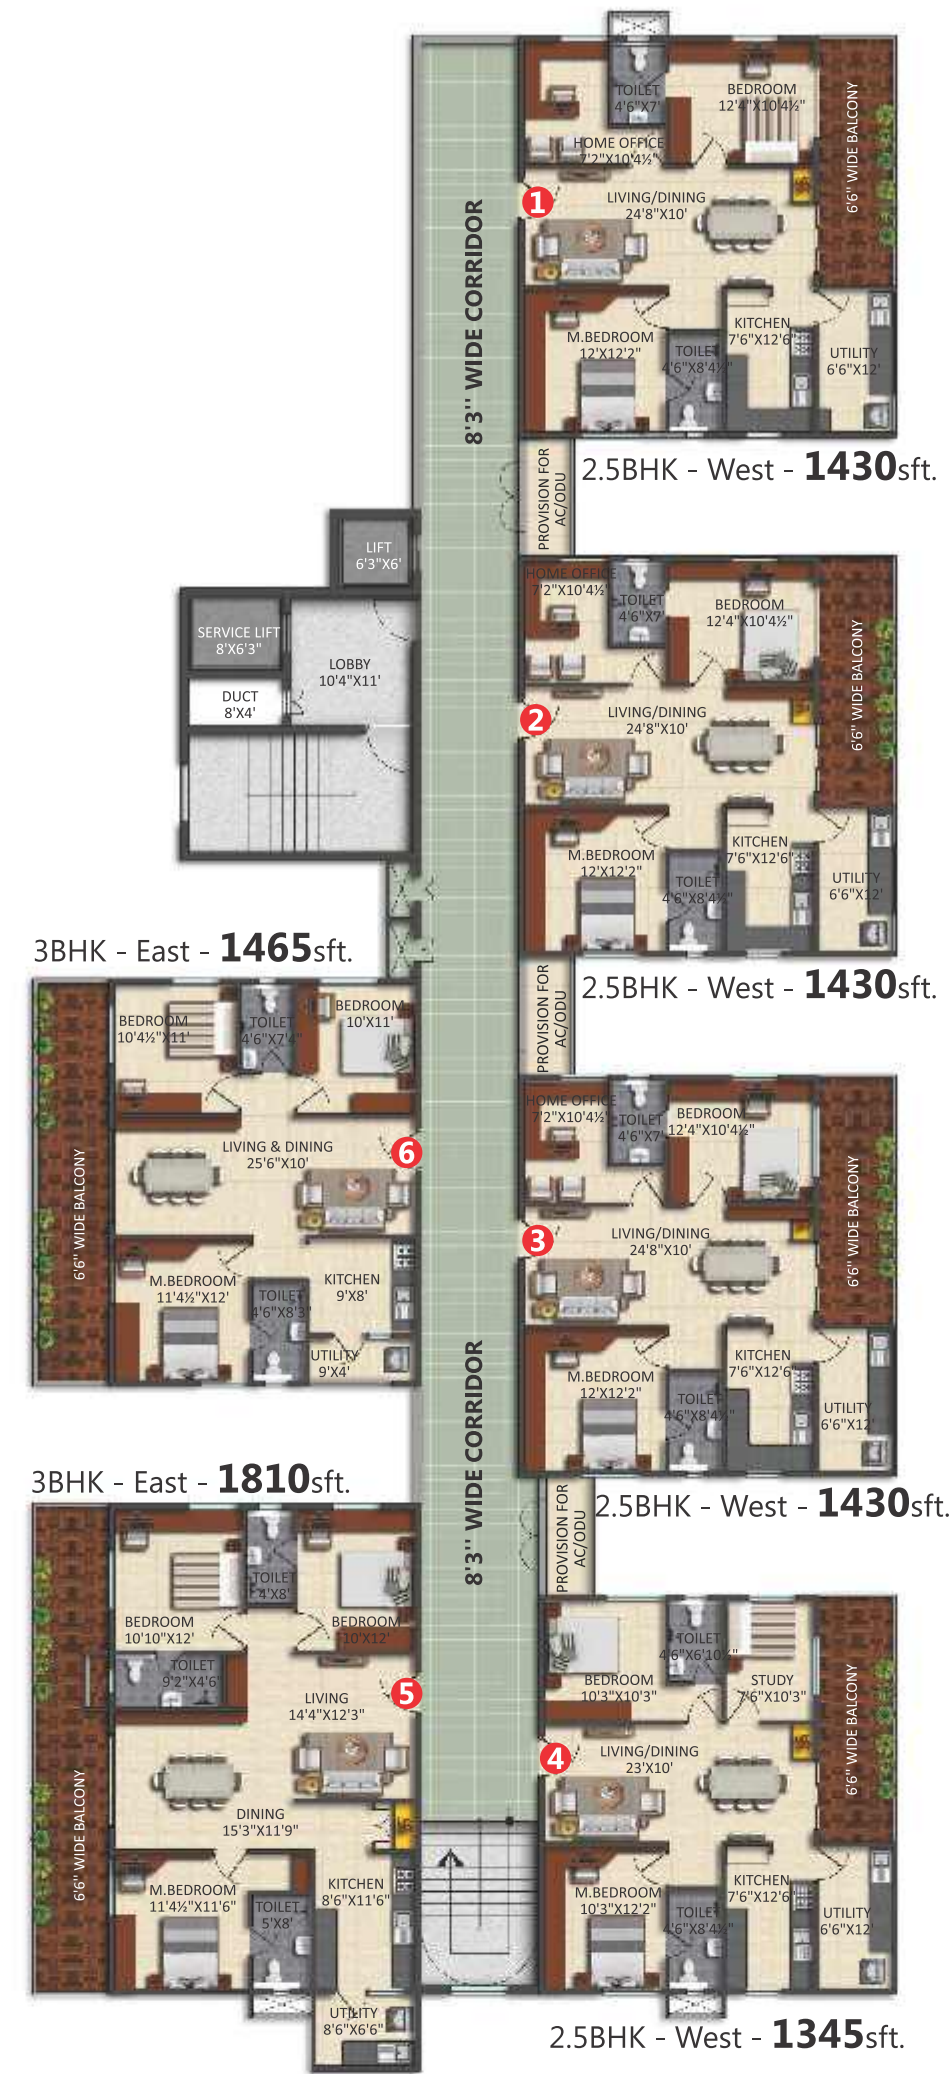 TOILET
4'6"X7'
BEDROOM
12'4"X10'4½"
HOME OFFICE
7'2"X10'4½"
6'6" WIDE BALCONY
1
LIVING/DINING
24'8"X10'
8'3'' WIDE CORRIDOR
M.BEDROOM
12'X12'2"
TOILET
4'6"X8'4½"
KITCHEN
7'6"X12'6"
UTILITY
6'6"X12'
2.5BHK - West - 1430sft.
PROVISION FOR
AC/ODU
LIFT
6'3"X6'
SERVICE LIFT
8'X6'3"
LOBBY
10'4"X11'
DUCT
8'X4'
HOME OFFICE
7'2"X10'4½"
TOILET
4'6"X7'
BEDROOM
12'4"X10'4½"
6'6" WIDE BALCONY
2
LIVING/DINING
24'8"X10'
M.BEDROOM
12'X12'2"
TOILET
4'6"X8'4½"
KITCHEN
7'6"X12'6"
UTILITY
6'6"X12'
2.5BHK - West - 1430sft.
PROVISION FOR
AC/ODU
3BHK - East - 1465sft.
BEDROOM
10'4½"X11'
TOILET
4'6"X7'4"
BEDROOM
10'X11'
6'6" WIDE BALCONY
LIVING & DINING
25'6"X10'
6
M.BEDROOM
11'4½"X12'
TOILET
4'6"X8'3"
KITCHEN
9'X8'
UTILITY
9'X4'
HOME OFFICE
7'2"X10'4½"
TOILET
4'6"X7'
BEDROOM
12'4"X10'4½"
6'6" WIDE BALCONY
3
LIVING/DINING
24'8"X10'
M.BEDROOM
12'X12'2"
TOILET
4'6"X8'4½"
KITCHEN
7'6"X12'6"
UTILITY
6'6"X12'
8'3'' WIDE CORRIDOR
2.5BHK - West - 1430sft.
PROVISION FOR
AC/ODU
3BHK - East - 1810sft.
TOILET
4'X8'
BEDROOM
10'10"X12'
BEDROOM
10'X12'
TOILET
9'2"X4'6"
5
LIVING
14'4"X12'3"
6'6" WIDE BALCONY
DINING
15'3"X11'9"
M.BEDROOM
11'4½"X11'6"
TOILET
5'X8'
KITCHEN
8'6"X11'6"
UTILITY
8'6"X6'6"
TOILET
4'6"X6'10½"
BEDROOM
10'3"X10'3"
STUDY
7'6"X10'3"
6'6" WIDE BALCONY
4
LIVING/DINING
23'X10'
M.BEDROOM
10'3"X12'2"
TOILET
4'6"X8'4½"
KITCHEN
7'6"X12'6"
UTILITY
6'6"X12'
2.5BHK - West - 1345sft.